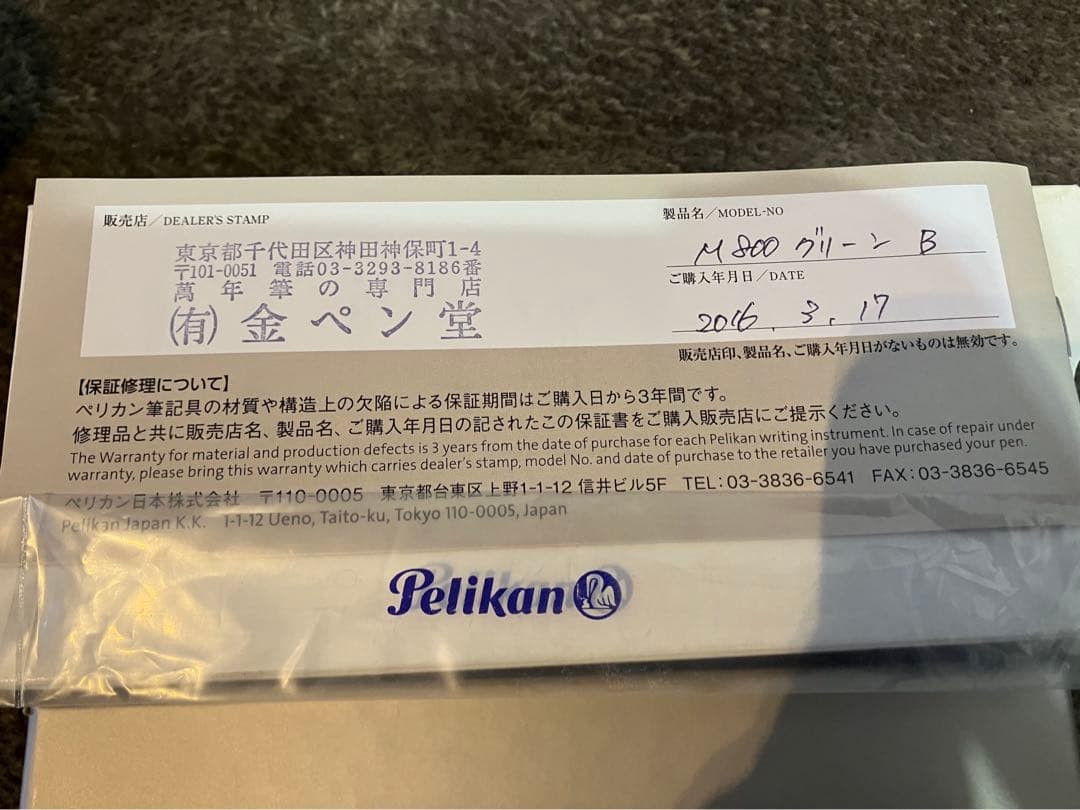 販売店／DEALER'S STAMP
東京都千代田区神田神保町1-4
〒101-0051 電話03-3293-8186番
萬年筆の専門店
(有)金ペン堂
製品名／MODEL-NO
M800 グリーン B
ご購入年月日／DATE
2016. 3. 17
販売店印、製品名、ご購入年月日がないものは無効です。
【保証修理について】
ペリカン筆記具の材質や構造上の欠陥による保証期間はご購入日から3年間です。
修理品と共に販売店名、製品名、ご購入年月日の記されたこの保証書をご購入販売店にご提示ください。
The Warranty for material and production defects is 3 years from the date of purchase for each Pelikan writing instrument. In case of repair under
warranty, please bring this warranty which carries dealer's stamp, model No. and date of purchase to the retailer you have purchased your pen.
ペリカン日本株式会社 〒110-0005 東京都台東区上野1-1-12 信井ビル5F TEL:03-3836-6541 FAX:03-3836-6545
Pelikan Japan K.K. 1-1-12 Ueno, Taito-ku, Tokyo 110-0005, Japan
Pelikan